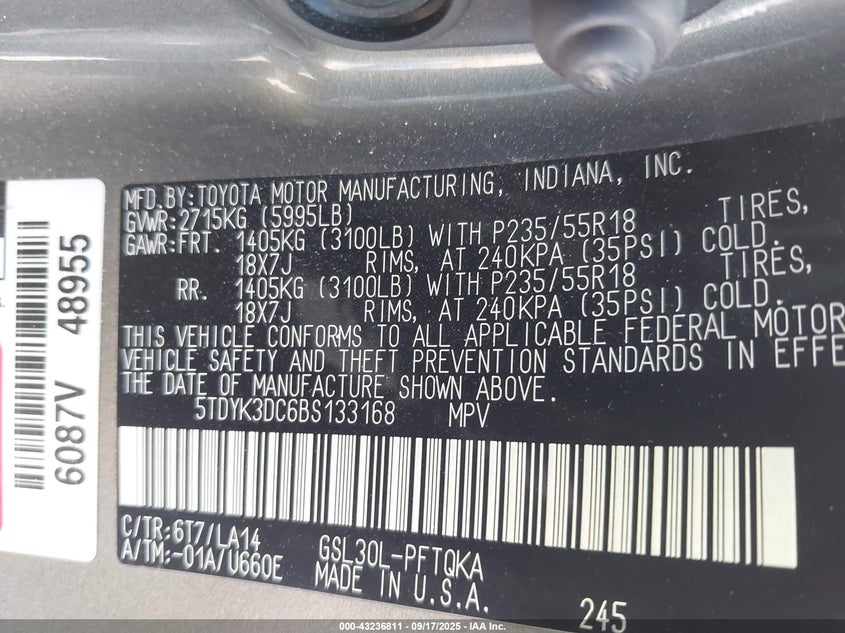 MFD.BY:TOYOTA MOTOR MANUFACTURING, INDIANA, INC.
GVWR:2715KG (5995LB)
GAWR:FRT. 1405KG (3100LB) WITH P235/55R18 TIRES,
18X7J RIMS, AT 240KPA (35PSI) COLD.
RR. 1405KG (3100LB) WITH P235/55R18 TIRES,
18X7J RIMS, AT 240KPA (35PSI) COLD.
THIS VEHICLE CONFORMS TO ALL APPLICABLE FEDERAL MOTOR
VEHICLE SAFETY AND THEFT PREVENTION STANDARDS IN EFFE
THE DATE OF MANUFACTURE SHOWN ABOVE.
5TDYK3DC6BS133168 MPV
C/TR:6T7/LA14 GSL30L-PFTQKA
A/TM:-01A/U660E MADE IN U.S.A.
245
6087V 48955
000-43236811 - 09/17/2025 - IAA Inc.